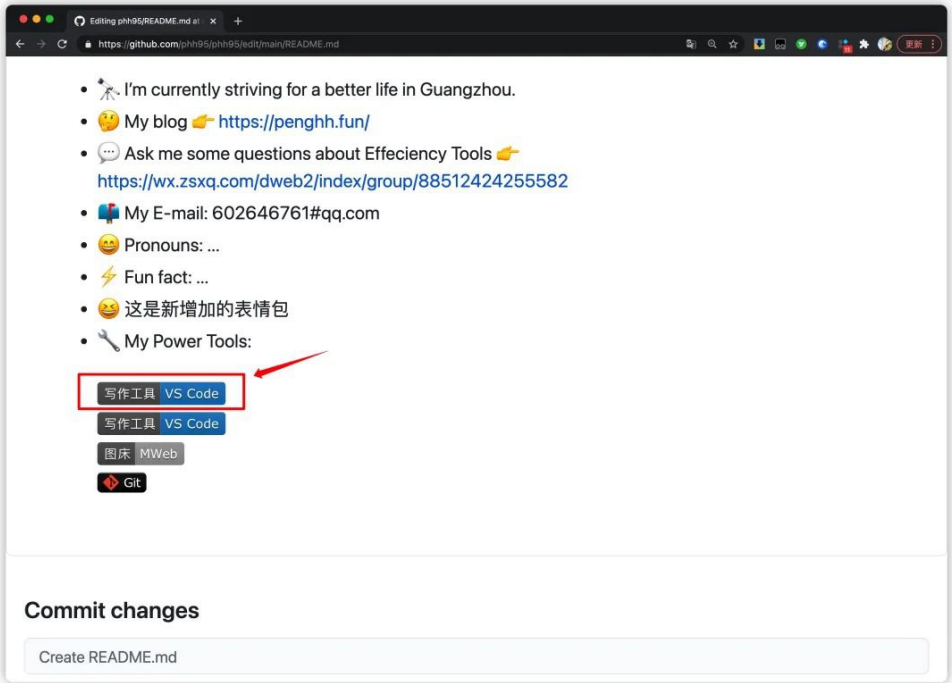 Editing phh95/README.md at
https://github.com/phh95/phh95/edit/main/README.md
更新
I'm currently striving for a better life in Guangzhou.
My blog 👉 https://penghh.fun/
Ask me some questions about Effeciency Tools 👉
https://wx.zsxq.com/dweb2/index/group/88512424255582
My E-mail: 602646761#qq.com
Pronouns: ...
Fun fact: ...
这是新增加的表情包
My Power Tools:
写作工具 VS Code
写作工具 VS Code
图床 MWeb
Git
Commit changes
Create README.md